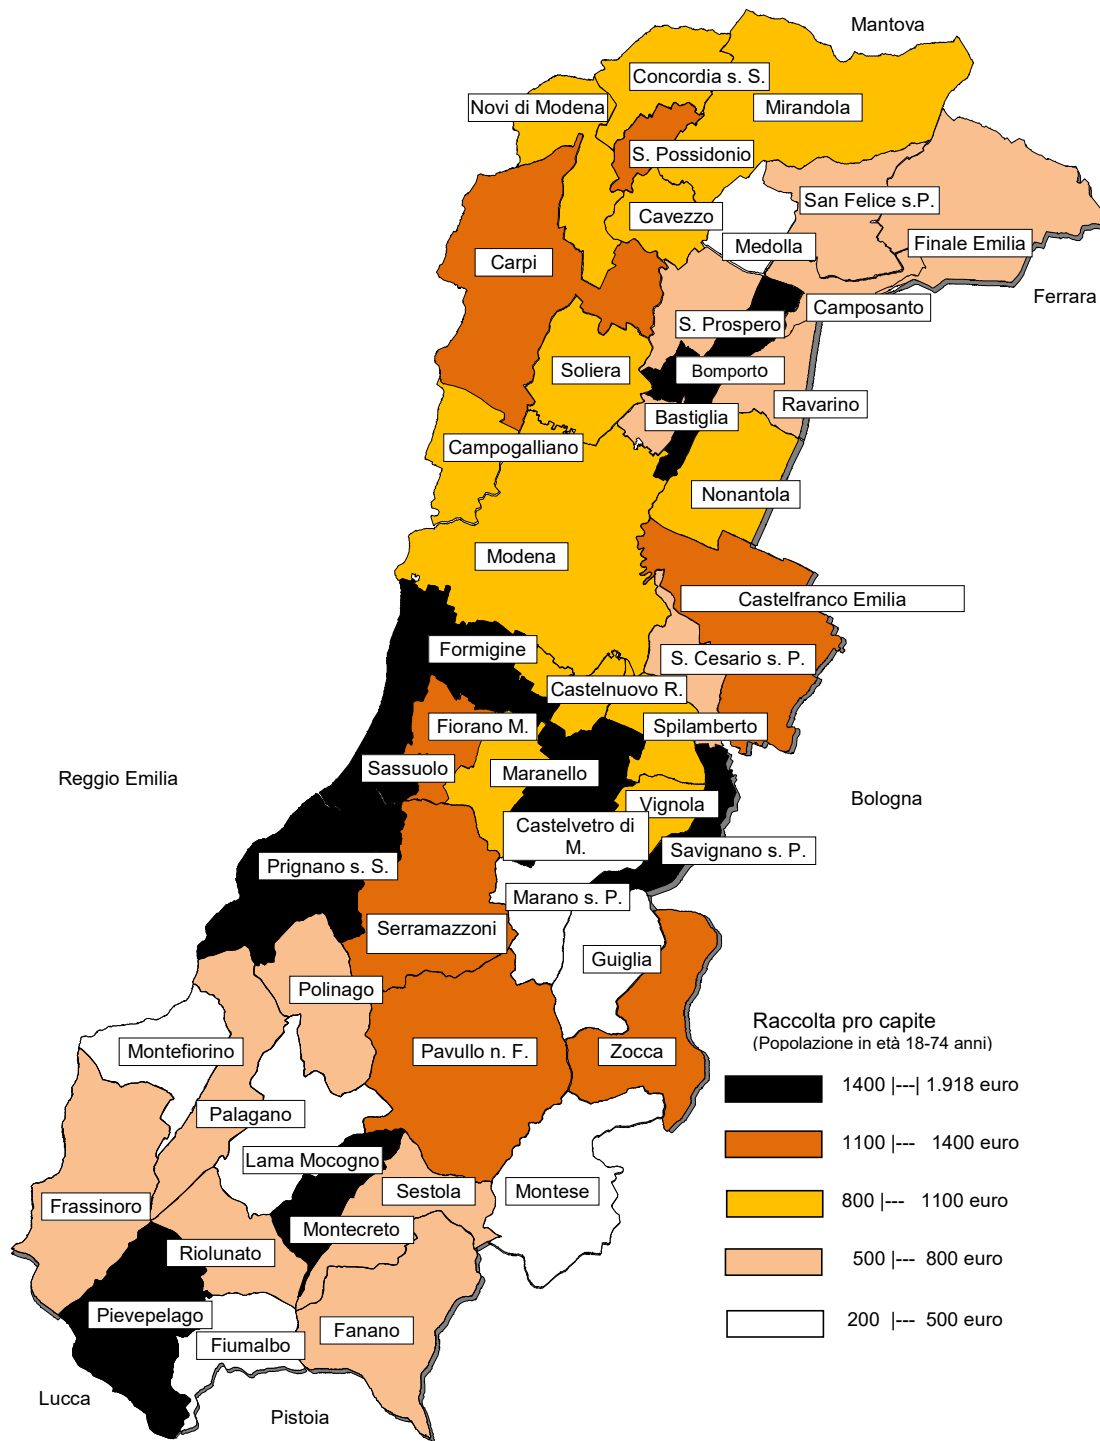 Mantova
Concordia s. S.
Novi di Modena
Mirandola
S. Possidonio
San Felice s.P.
Cavezzo
Medolla
Finale Emilia
Carpi
Ferrara
Camposanto
S. Prospero
Soliera
Bomporto
Ravarino
Bastiglia
Campogalliano
Nonantola
Modena
Castelfranco Emilia
Formigine
S. Cesario s. P.
Castelnuovo R.
Fiorano M.
Spilamberto
Sassuolo
Maranello
Reggio Emilia
Bologna
Vignola
Castelvetro di
M.
Savignano s. P.
Prignano s. S.
Marano s. P.
Serramazzoni
Guiglia
Polinago
Montefiorino
Pavullo n. F.
Zocca
Palagano
Lama Mocogno
Sestola
Montese
Frassinoro
Montecreto
Riolunato
Pievepelago
Fanano
Fiumalbo
Lucca
Pistoia
Raccolta pro capite
(Popolazione in età 18-74 anni)
1400 |---| 1.918 euro
1100 |--- 1400 euro
800 |--- 1100 euro
500 |--- 800 euro
200 |--- 500 euro